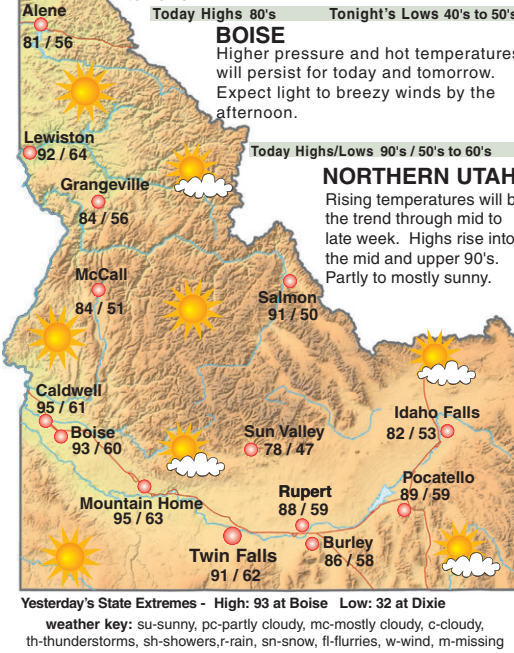 Alene
81 / 56
Today Highs 80's Tonight's Lows 40's to 50's
BOISE
Higher pressure and hot temperatures
will persist for today and tomorrow.
Expect light to breezy winds by the
afternoon.
Lewiston
92 / 64
Today Highs/Lows 90's / 50's to 60's
NORTHERN UTAH
Rising temperatures will b
the trend through mid to
late week. Highs rise into
the mid and upper 90's.
Partly to mostly sunny.
Grangeville
84 / 56
McCall
84 / 51
Salmon
91 / 50
Caldwell
95 / 61
Boise
93 / 60
Sun Valley
78 / 47
Idaho Falls
82 / 53
Mountain Home
95 / 63
Rupert
88 / 59
Pocatello
89 / 59
Twin Falls
91 / 62
Burley
86 / 58
Yesterday's State Extremes - High: 93 at Boise Low: 32 at Dixie
weather key: su-sunny, pc-partly cloudy, mc-mostly cloudy, c-cloudy,
th-thunderstorms, sh-showers,r-rain, sn-snow, fl-flurries, w-wind, m-missing